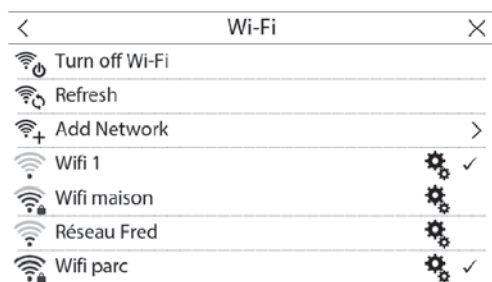 Wi-Fi
Turn off Wi-Fi
Refresh
Add Network
Wifi 1
Wifi maison
Réseau Fred
Wifi parc